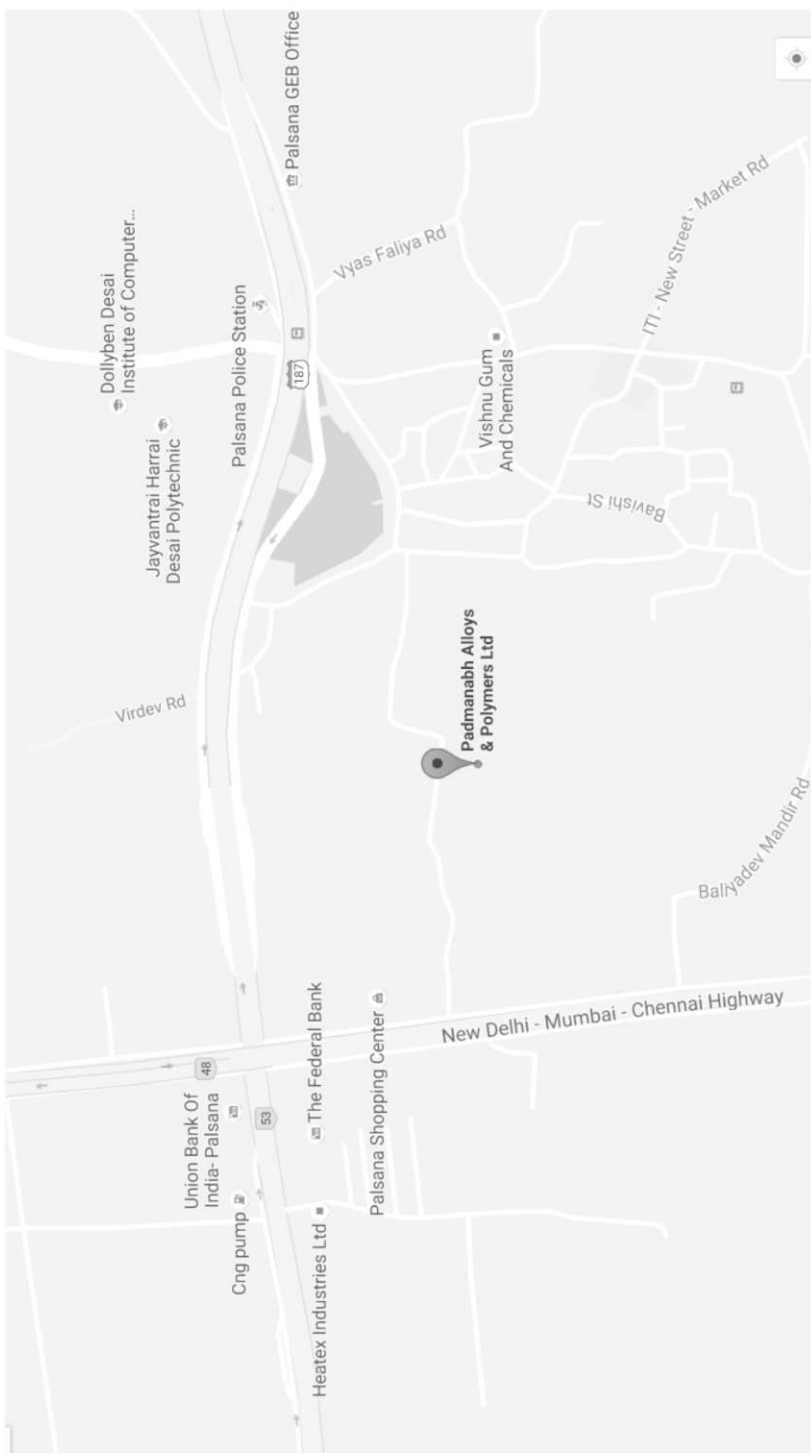 Dollyben Desai
Institute of Computer...
Virdev Rd
Jayvantrai Harrai
Desai Polytechnic
Union Bank Of
India- Palsana
48
Cng pump
Palsana Police Station
53
Palsana GEB Office
187
The Federal Bank
Heatex Industries Ltd
Palsana Shopping Center
Vyas Faliya Rd
Padmanabh Alloys
& Polymers Ltd
Vishnu Gum
And Chemicals
New Delhi - Mumbai - Chennai Highway
Bavishi St
ITI - New Street - Market Rd
Baliyadev Mandir Rd